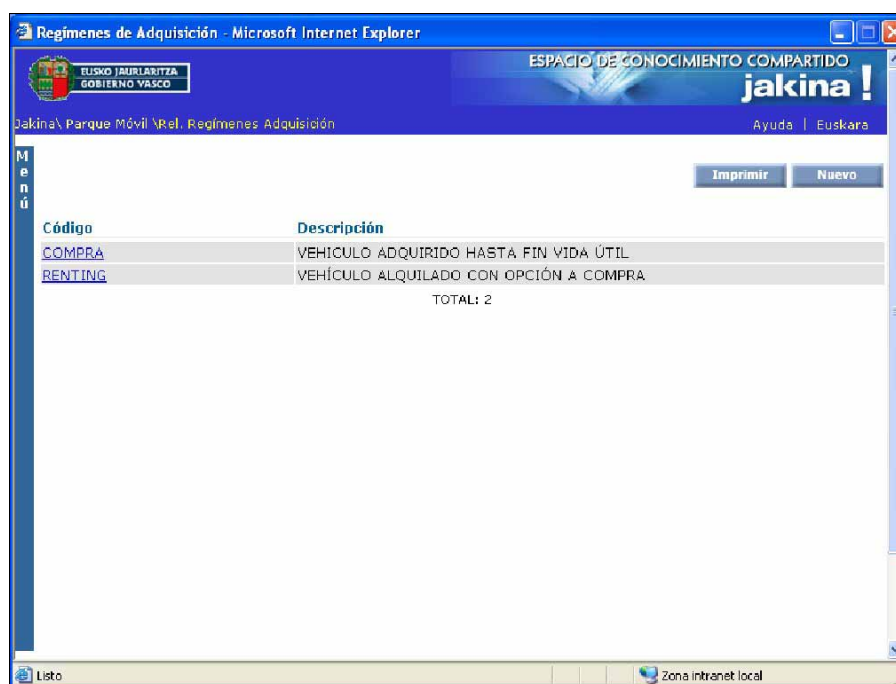 Regímenes de Adquisición - Microsoft Internet Explorer
EUSKO JAURLARITZA
GOBIERNO VASCO
ESPACIO DE CONOCIMIENTO COMPARTIDO
jakina!
Jakina\ Parque Móvil \Rel. Regímenes Adquisición
Ayuda | Euskara
Menú
Imprimir Nuevo
Código Descripción
COMPRA VEHICULO ADQUIRIDO HASTA FIN VIDA ÚTIL
RENTING VEHÍCULO ALQUILADO CON OPCIÓN A COMPRA
TOTAL: 2
Listo
Zona intranet local